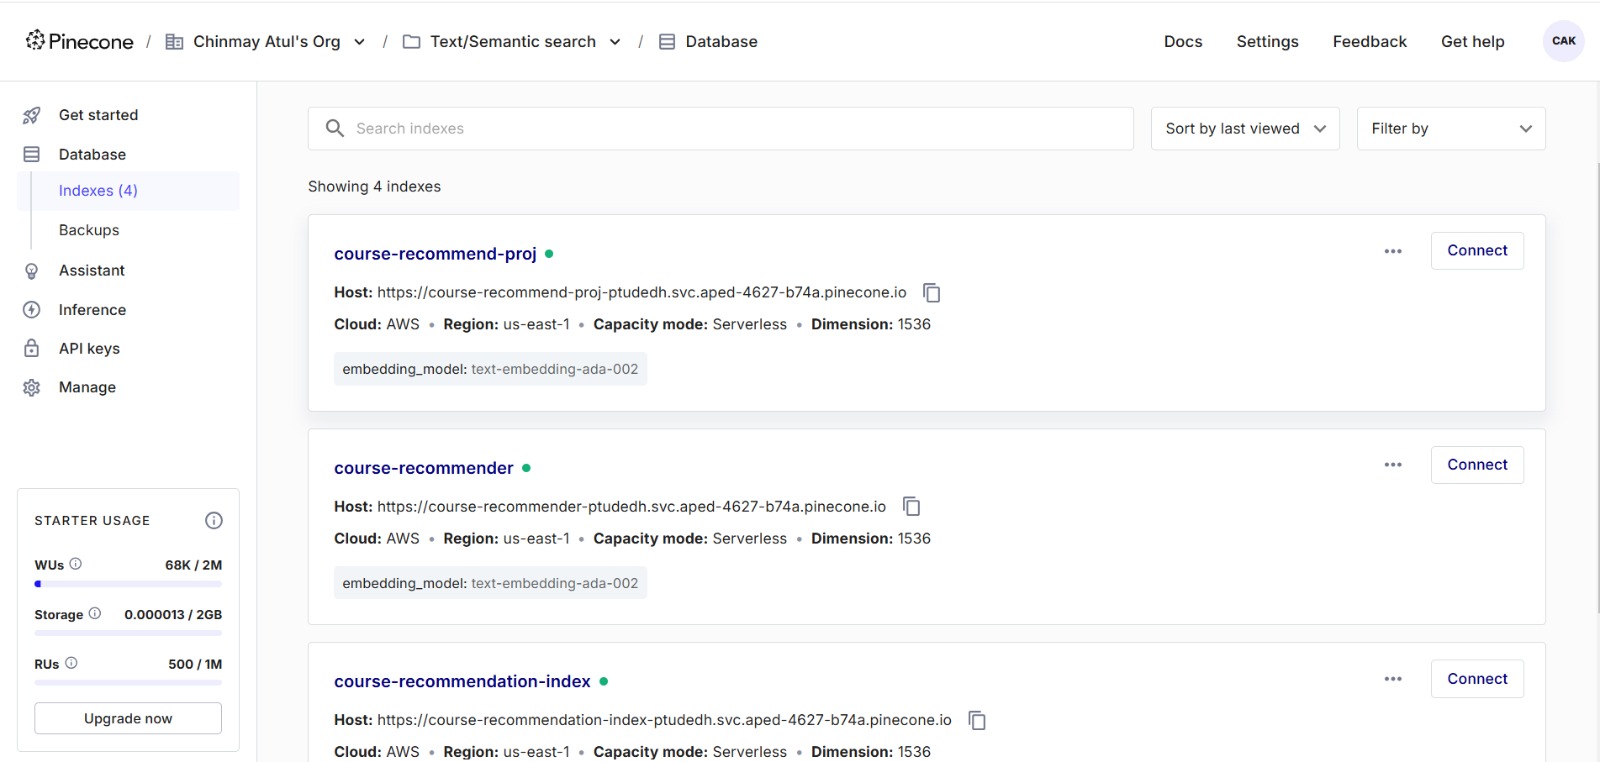 Pinecone / Chinmay Atul's Org / Text/Semantic search / Database
Docs Settings Feedback Get help CAK
Get started
Database
Indexes (4)
Backups
Assistant
Inference
API keys
Manage
STARTER USAGE
WUs 68K / 2M
Storage 0.000013 / 2GB
RUs 500 / 1M
Upgrade now
Search indexes Sort by last viewed Filter by
Showing 4 indexes
course-recommend-proj Connect
Host: https://course-recommend-proj-ptudedh.svc.aped-4627-b74a.pinecone.io
Cloud: AWS • Region: us-east-1 • Capacity mode: Serverless • Dimension: 1536
embedding_model: text-embedding-ada-002
course-recommender Connect
Host: https://course-recommender-ptudedh.svc.aped-4627-b74a.pinecone.io
Cloud: AWS • Region: us-east-1 • Capacity mode: Serverless • Dimension: 1536
embedding_model: text-embedding-ada-002
course-recommendation-index Connect
Host: https://course-recommendation-index-ptudedh.svc.aped-4627-b74a.pinecone.io
Cloud: AWS • Region: us-east-1 • Capacity mode: Serverless • Dimension: 1536